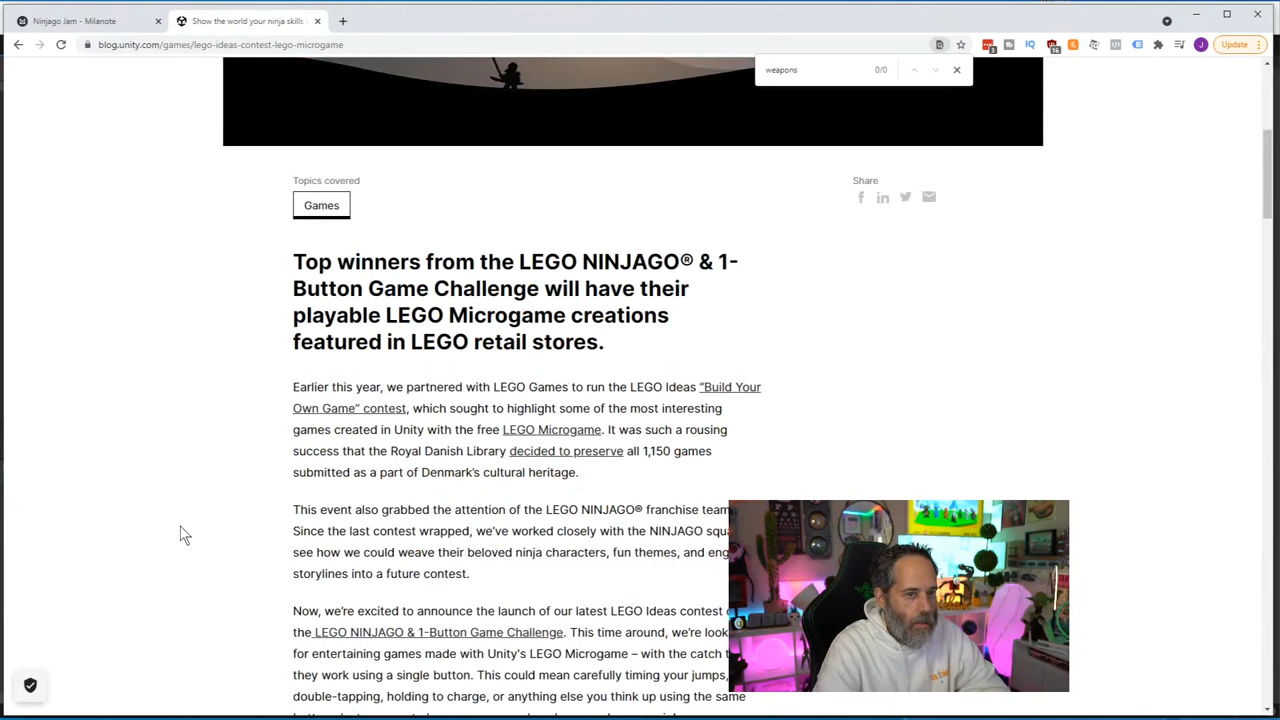 Ninjago Jam - Milanote
Show the world your ninja skills
blog.unity.com/games/lego-ideas-contest-lego-microgame
Update
weapons 0/0
Topics covered
Share
Games
Top winners from the LEGO NINJAGO® & 1-
Button Game Challenge will have their
playable LEGO Microgame creations
featured in LEGO retail stores.
Earlier this year, we partnered with LEGO Games to run the LEGO Ideas “Build Your
Own Game” contest, which sought to highlight some of the most interesting
games created in Unity with the free LEGO Microgame. It was such a rousing
success that the Royal Danish Library decided to preserve all 1,150 games
submitted as a part of Denmark’s cultural heritage.
This event also grabbed the attention of the LEGO NINJAGO® franchise team
Since the last contest wrapped, we’ve worked closely with the NINJAGO squa
see how we could weave their beloved ninja characters, fun themes, and eng
storylines into a future contest.
Now, we’re excited to announce the launch of our latest LEGO Ideas contest
the LEGO NINJAGO & 1-Button Game Challenge. This time around, we’re look
for entertaining games made with Unity's LEGO Microgame – with the catch
they work using a single button. This could mean carefully timing your jumps,
double-tapping, holding to charge, or anything else you think up using the same